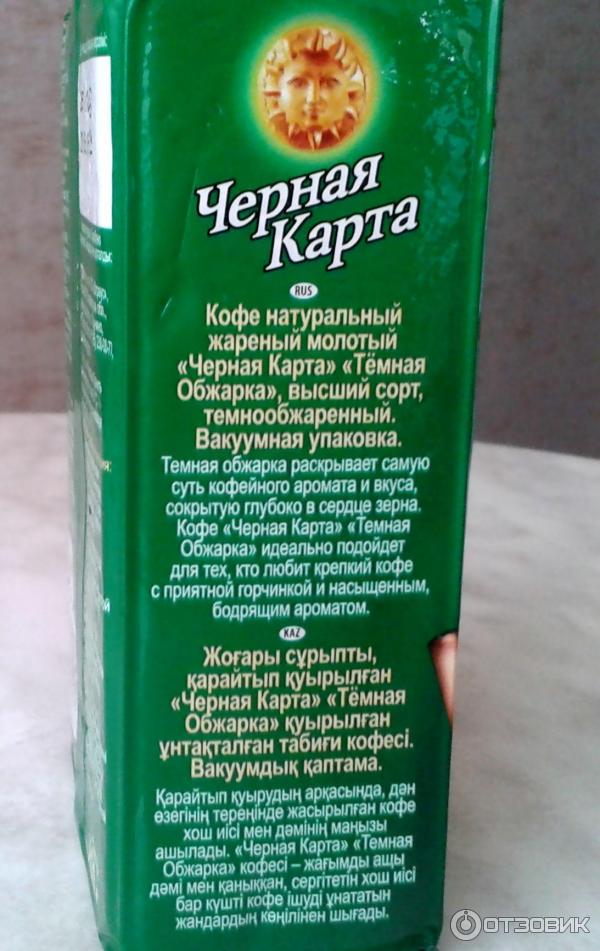 Черная
Карта
RUS
Кофе натуральный
жареный молотый
«Черная Карта» «Тёмная
Обжарка», высший сорт,
темнообжаренный.
Вакуумная упаковка.
Темная обжарка раскрывает самую
суть кофейного аромата и вкуса,
сокрытую глубоко в сердце зерна.
Кофе «Черная Карта» «Темная
Обжарка» идеально подойдет
для тех, кто любит крепкий кофе
с приятной горчинкой и насыщенным,
бодрящим ароматом.
KAZ
Жоғары сұрыпты,
қарайтып қуырылған
«Черная Карта» «Тёмная
Обжарка» қуырылған
ұнтақталған табиғи кофесі.
Вакуумдық қаптама.
Қарайтып қуырудың арқасында, дән
өзегінің тереңінде жасырылған кофе
хош иісі мен дәмінің маңызы
ашылады. «Черная Карта» «Темная
Обжарка» кофесі – жағымды ащы
дәмі мен қаныққан, сергітетін хош иісі
бар күшті кофе ішуді ұнататын
жандардың көңілінен шығады.
ОТЗОВИК